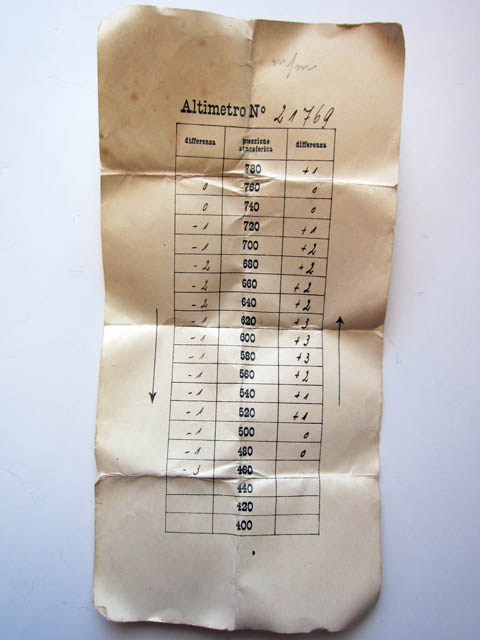 m/m
Altimetro Nº 21769
differenza pressione atmosferica differenza
780 +1
0 760 0
0 740 0
-1 720 +1
-1 700 +2
-2 680 +2
-2 660 +2
-2 640 +2
-1 620 +3
-1 600 +3
-1 580 +3
-1 560 +2
-1 540 +1
-1 520 +1
-1 500 0
-1 480 0
-3 460
440
420
400